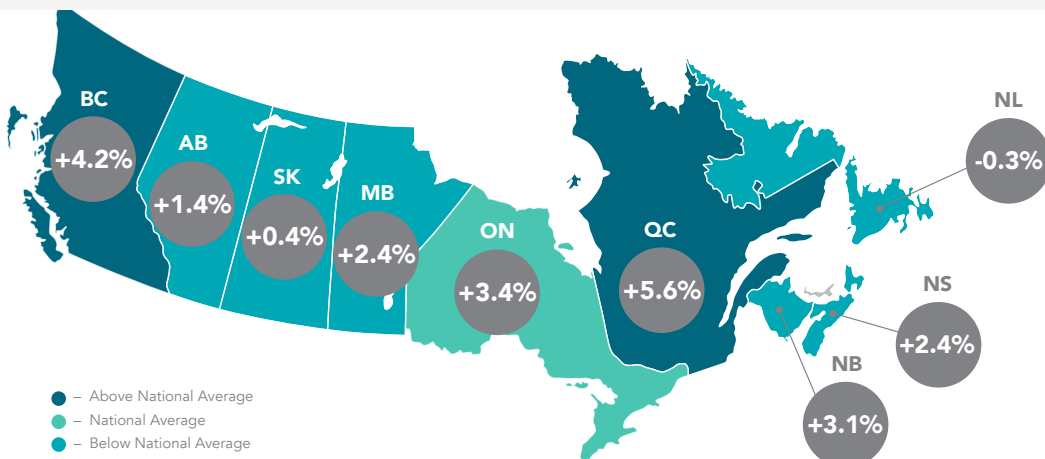 BC
+4.2%
AB
+1.4%
SK
+0.4%
MB
+2.4%
ON
+3.4%
QC
+5.6%
NL
-0.3%
NS
+2.4%
NB
+3.1%
– Above National Average
– National Average
– Below National Average